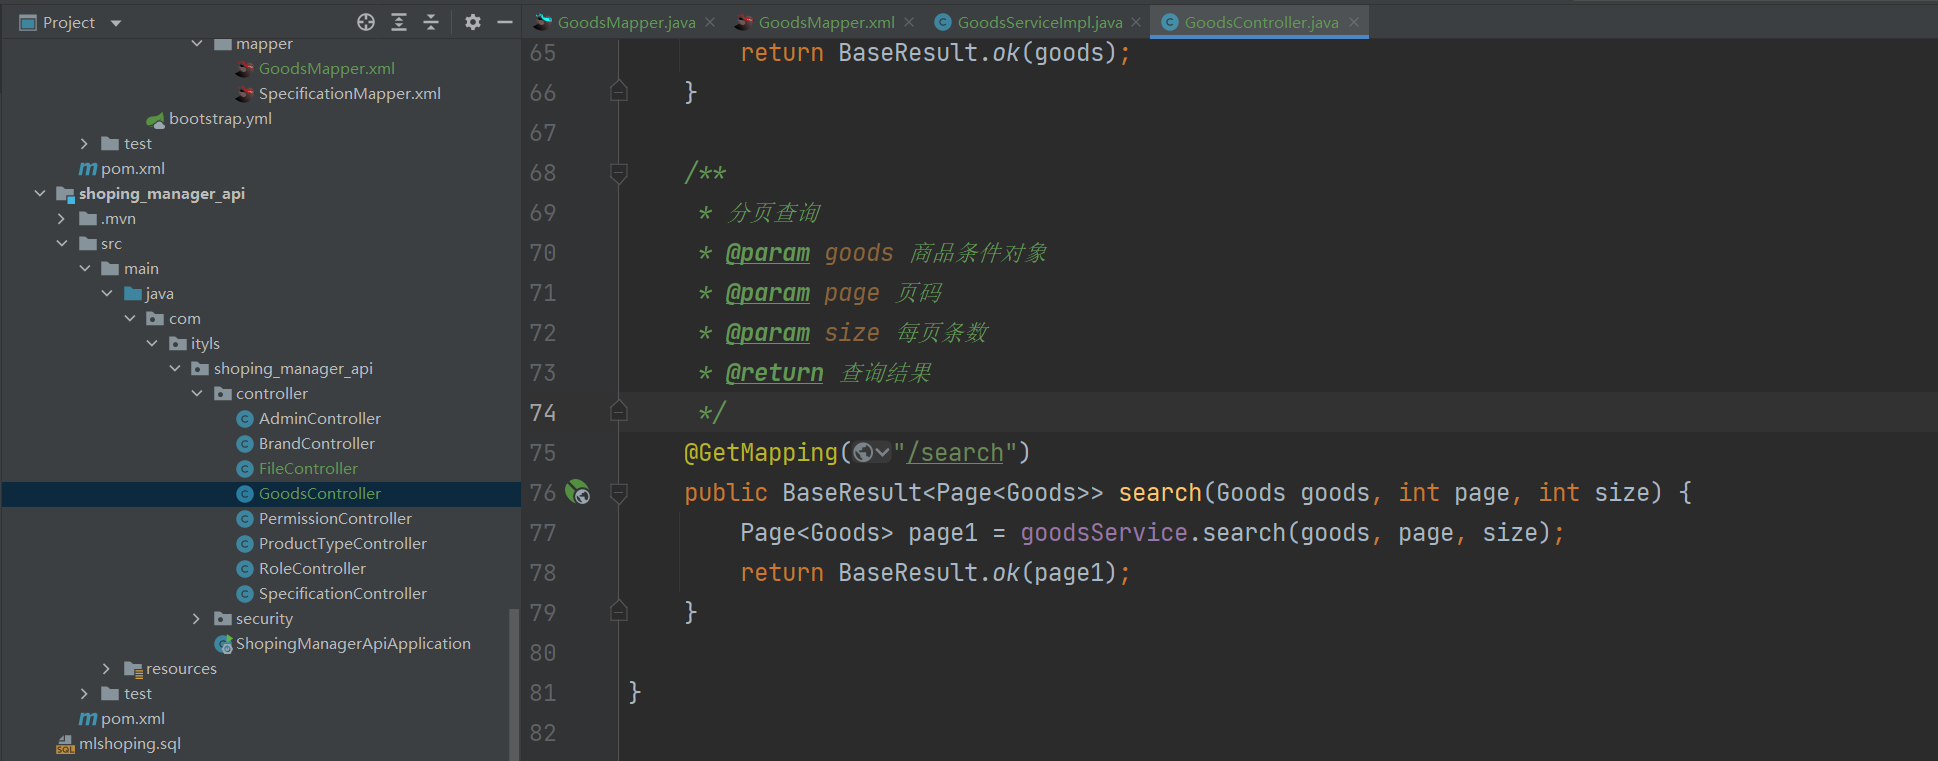 Project
GoodsMapper.java
GoodsMapper.xml
GoodsServiceImpl.java
GoodsController.java
mapper
GoodsMapper.xml
SpecificationMapper.xml
bootstrap.yml
test
pom.xml
shoping_manager_api
.mvn
src
main
java
com
ityls
shoping_manager_api
controller
AdminController
BrandController
FileController
GoodsController
PermissionController
ProductTypeController
RoleController
SpecificationController
security
ShopingManagerApiApplication
resources
test
pom.xml
mlshoping.sql
65 return BaseResult.ok(goods);
66 }
67
68 /**
69 * 分页查询
70 * @param goods 商品条件对象
71 * @param page 页码
72 * @param size 每页条数
73 * @return 查询结果
74 */
75 @GetMapping("/search")
76 public BaseResult<Page<Goods>> search(Goods goods, int page, int size) {
77 Page<Goods> page1 = goodsService.search(goods, page, size);
78 return BaseResult.ok(page1);
79 }
80
81 }
82